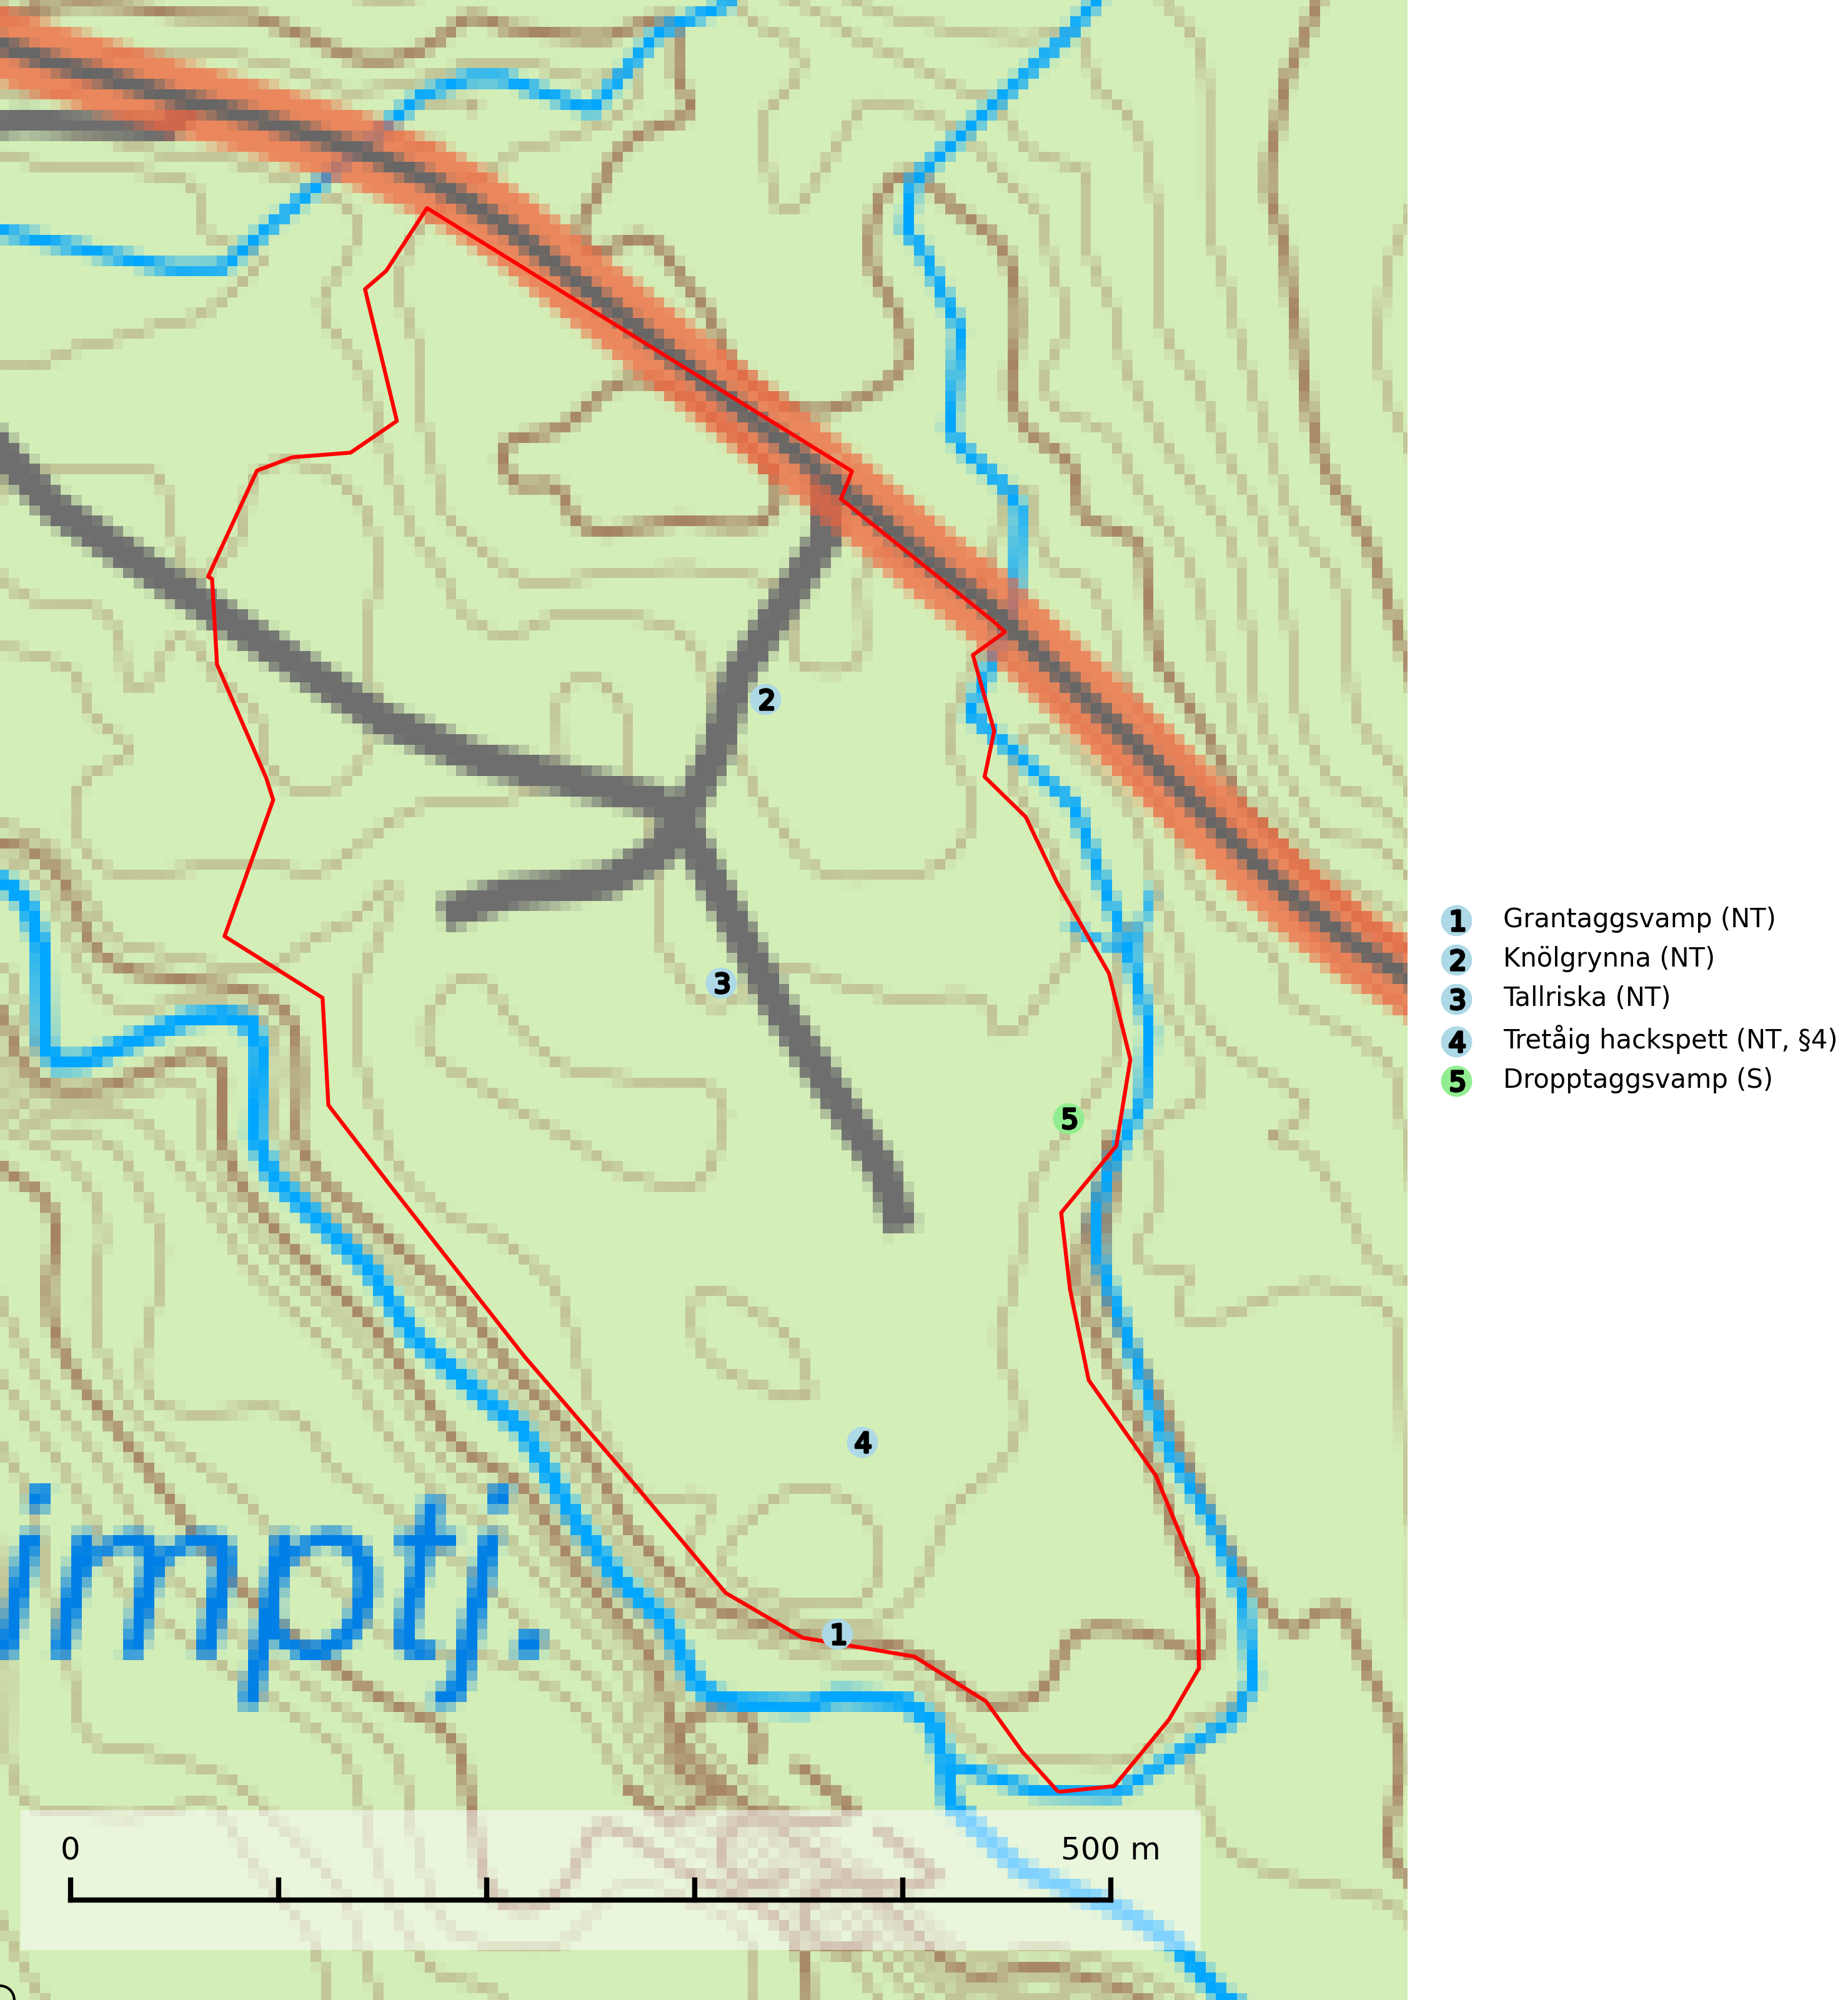 1 Grantaggsvamp (NT)
2 Knölgrynna (NT)
3 Tallriska (NT)
4 Tretåig hackspett (NT, §4)
5 Dropptaggsvamp (S)
2
3
5
4
imptj.
1
0 500 m